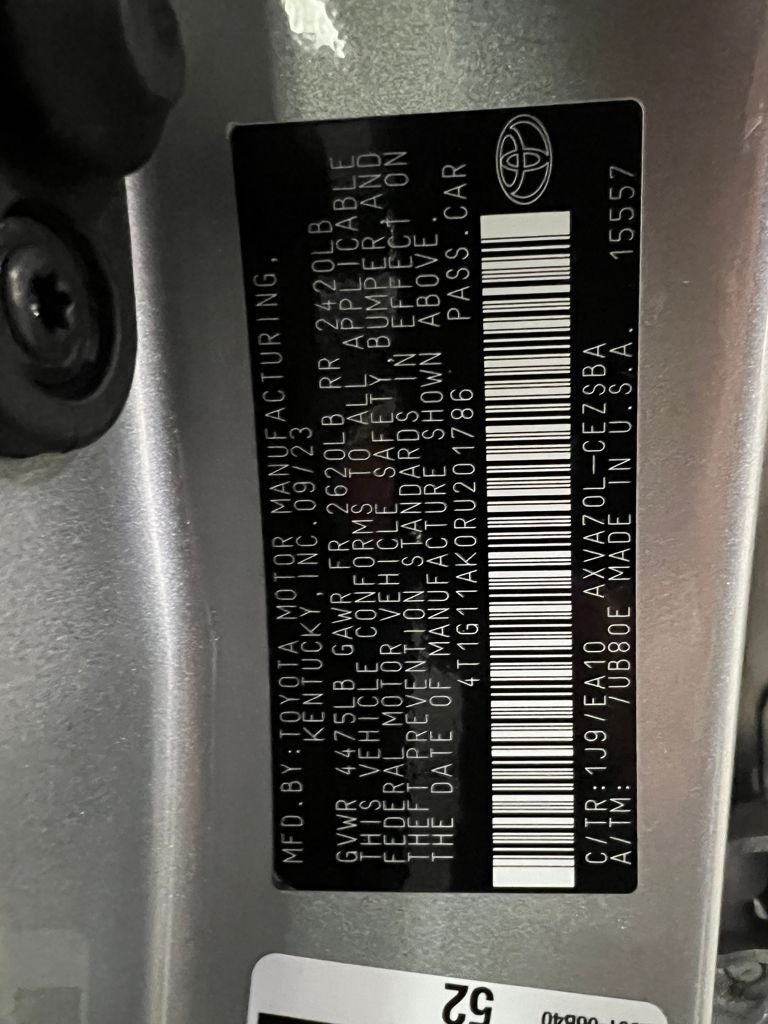 MFD.BY:TOYOTA MOTOR MANUFACTURING,
KENTUCKY,INC.09/23
GVWR 4475LB GAWR FR 2620LB RR 2420LB
THIS VEHICLE CONFORMS TO ALL APPLICABLE
FEDERAL MOTOR VEHICLE SAFETY, BUMPER,AND
THEFT PREVENTION STANDARDS IN EFFECT ON
THE DATE OF MANUFACTURE SHOWN ABOVE.
4T1G11AK0RU201786 PASS.CAR
C/TR:1J9/EA10 AXVA70L-CEZSBA
A/TM: 7UB80E MADE IN U.S.A. 15557
52